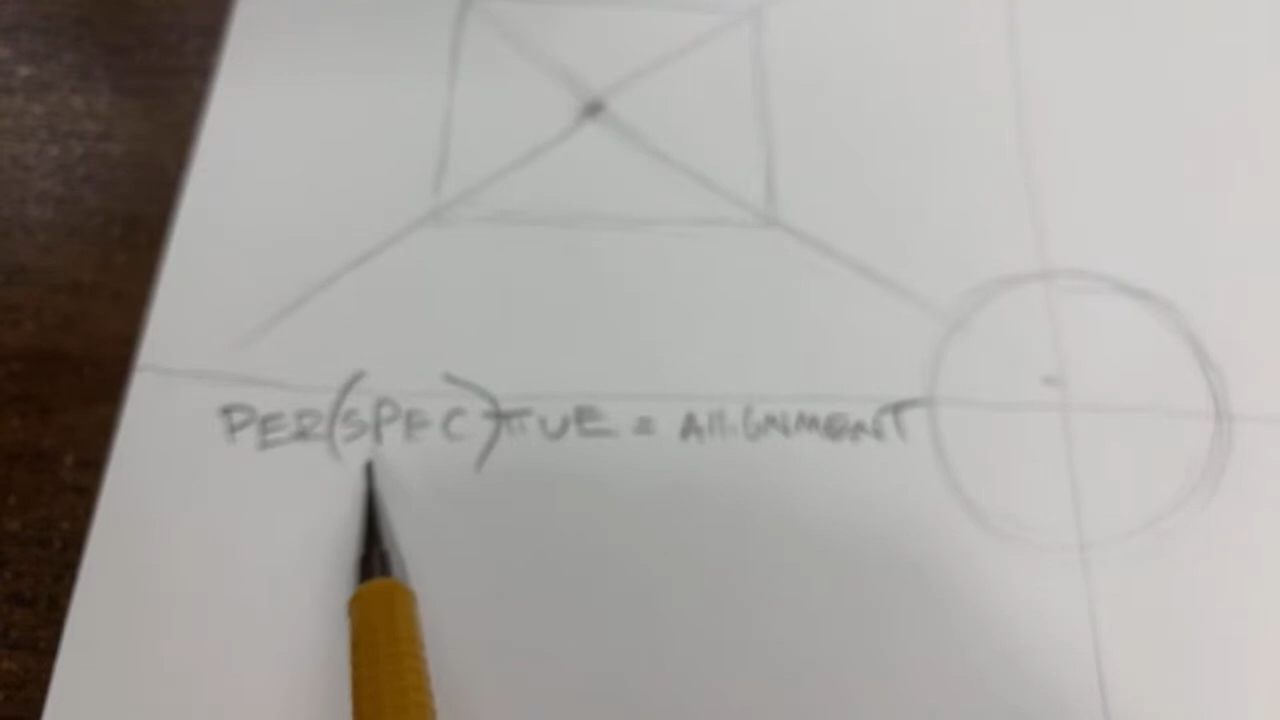 PER(SPEC)TIVE = ALIGNMENT